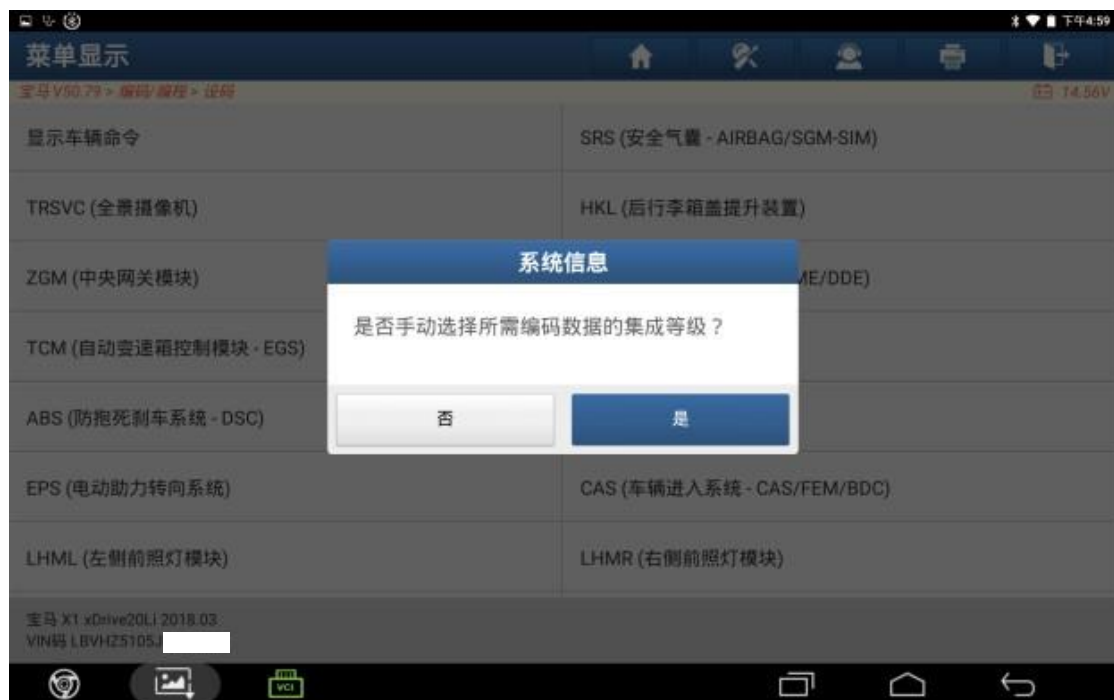 下午4:59
菜单显示
宝马V50.79 > 编码/编程 > 设码
14.56V
显示车辆命令
SRS (安全气囊 - AIRBAG/SGM-SIM)
TRSVC (全景摄像机)
HKL (后行李箱盖提升装置)
系统信息
ZGM (中央网关模块)
ME/DDE)
是否手动选择所需编码数据的集成等级？
TCM (自动变速箱控制模块 - EGS)
否
是
ABS (防抱死刹车系统 - DSC)
EPS (电动助力转向系统)
CAS (车辆进入系统 - CAS/FEM/BDC)
LHML (左侧前照灯模块)
LHMR (右侧前照灯模块)
宝马 X1 xDrive20Li 2018.03
VIN码 LBVHZ5105J
VCI